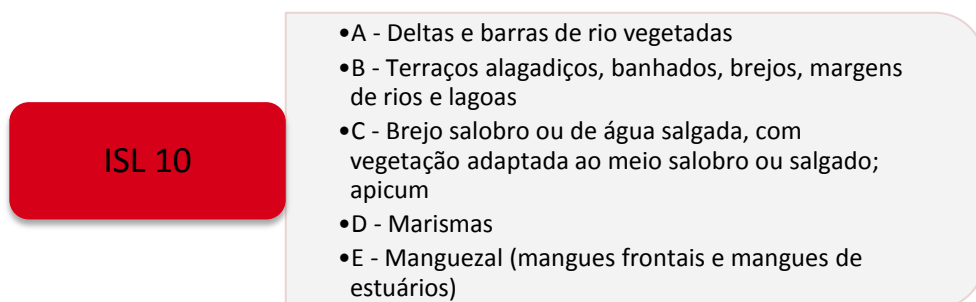 ISL 10
•A - Deltas e barras de rio vegetadas
•B - Terraços alagadiços, banhados, brejos, margens
de rios e lagoas
•C - Brejo salobro ou de água salgada, com
vegetação adaptada ao meio salobro ou salgado;
apicum
•D - Marismas
•E - Manguezal (mangues frontais e mangues de
estuários)